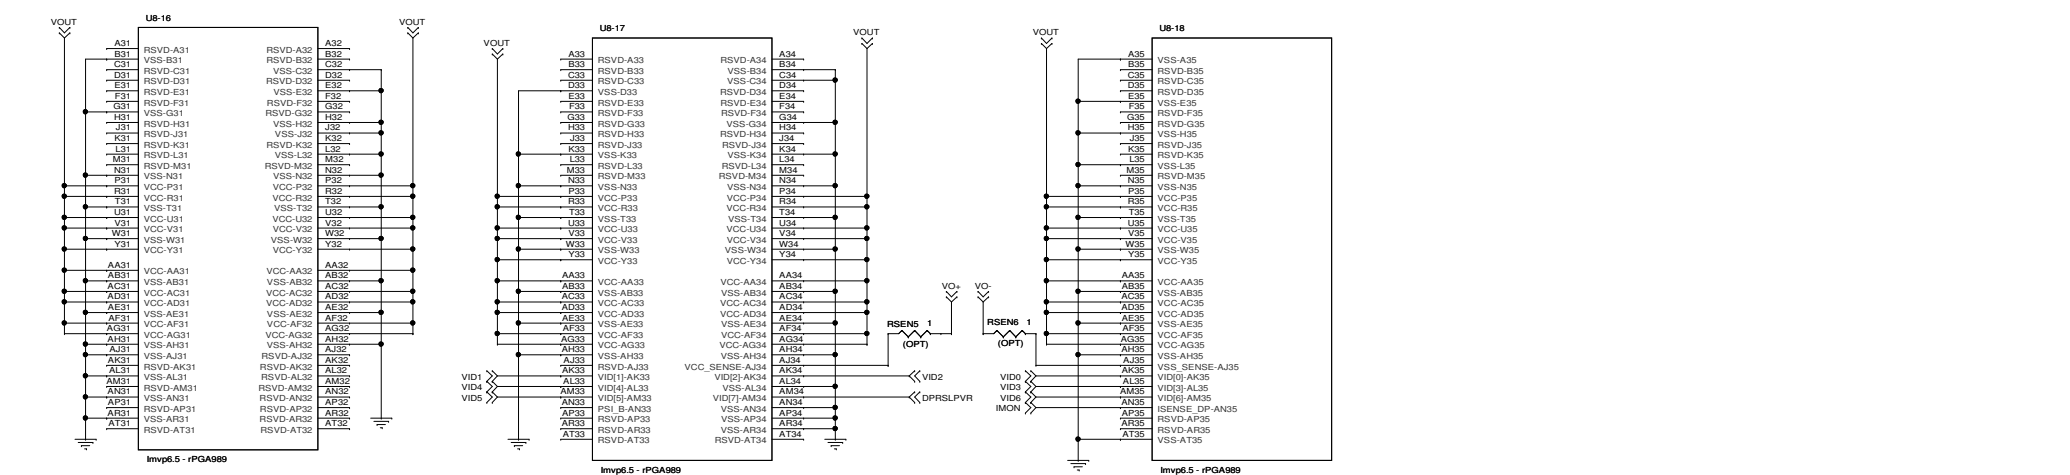 VOUT
U8-16
VOUT
A31 RSVD-A31 RSVD-A32 A32
B31 VSS-B31 RSVD-B32 B32
C31 RSVD-C31 VSS-C32 C32
D31 RSVD-D31 RSVD-D32 D32
E31 RSVD-E31 VSS-E32 E32
F31 RSVD-F31 RSVD-F32 F32
G31 VSS-G31 RSVD-G32 G32
H31 RSVD-H31 VSS-H32 H32
J31 RSVD-J31 VSS-J32 J32
K31 RSVD-K31 RSVD-K32 K32
L31 RSVD-L31 VSS-L32 L32
M31 RSVD-M31 RSVD-M32 M32
N31 VSS-N31 VSS-N32 N32
P31 VCC-P31 VCC-P32 P32
R31 VCC-R31 VCC-R32 R32
T31 VSS-T31 VSS-T32 T32
U31 VCC-U31 VCC-U32 U32
V31 VCC-V31 VCC-V32 V32
W31 VSS-W31 VSS-W32 W32
Y31 VCC-Y31 VCC-Y32 Y32
AA31 VCC-AA31 VCC-AA32 AA32
AB31 VSS-AB31 VSS-AB32 AB32
AC31 VCC-AC31 VCC-AC32 AC32
AD31 VCC-AD31 VCC-AD32 AD32
AE31 VSS-AE31 VSS-AE32 AE32
AF31 VCC-AF31 VCC-AF32 AF32
AG31 VCC-AG31 VCC-AG32 AG32
AH31 VSS-AH31 VSS-AH32 AH32
AJ31 VSS-AJ31 RSVD-AJ32 AJ32
AK31 RSVD-AK31 RSVD-AK32 AK32
AL31 VSS-AL31 RSVD-AL32 AL32
AM31 RSVD-AM31 RSVD-AM32 AM32
AN31 VSS-AN31 RSVD-AN32 AN32
AP31 RSVD-AP31 RSVD-AP32 AP32
AR31 VSS-AR31 RSVD-AR32 AR32
AT31 RSVD-AT31 RSVD-AT32 AT32
Imvp6.5 - rPGA989
VOUT
U8-17
VOUT
A33 RSVD-A33 RSVD-A34 A34
B33 RSVD-B33 VSS-B34 B34
C33 RSVD-C33 VSS-C34 C34
D33 VSS-D33 RSVD-D34 D34
E33 RSVD-E33 RSVD-E34 E34
F33 RSVD-F33 RSVD-F34 F34
G33 RSVD-G33 VSS-G34 G34
H33 RSVD-H33 RSVD-H34 H34
J33 RSVD-J33 RSVD-J34 J34
K33 VSS-K33 VSS-K34 K34
L33 RSVD-L33 RSVD-L34 L34
M33 RSVD-M33 RSVD-M34 M34
N33 VSS-N33 VSS-N34 N34
P33 VCC-P33 VCC-P34 P34
R33 VCC-R33 VCC-R34 R34
T33 VSS-T33 VSS-T34 T34
U33 VCC-U33 VCC-U34 U34
V33 VCC-V33 VCC-V34 V34
W33 VSS-W33 VSS-W34 W34
Y33 VCC-Y33 VCC-Y34 Y34
AA33 VCC-AA33 VCC-AA34 AA34
AB33 VSS-AB33 VSS-AB34 AB34
AC33 VCC-AC33 VCC-AC34 AC34
AD33 VCC-AD33 VCC-AD34 AD34
AE33 VSS-AE33 VSS-AE34 AE34
AF33 VCC-AF33 VCC-AF34 AF34
AG33 VCC-AG33 VCC-AG34 AG34
AH33 VSS-AH33 VSS-AH34 AH34
AJ33 RSVD-AJ33 VCC_SENSE-AJ34 AJ34
VID1 AK33 VID[1]-AK33 VID[2]-AK34 AK34 VID2
VID4 AL33 VID[4]-AL33 VSS-AL34 AL34
VID5 AM33 VID[5]-AM33 VID[7]-AM34 AM34 DPRSLPVR
AN33 PSI_B-AN33 VSS-AN34 AN34
AP33 RSVD-AP33 VSS-AP34 AP34
AR33 RSVD-AR33 VSS-AR34 AR34
AT33 RSVD-AT33 RSVD-AT34 AT34
Imvp6.5 - rPGA989
VO+
RSEN5 1
(OPT)
VO-
RSEN6 1
(OPT)
VOUT
U8-18
A35 VSS-A35
B35 RSVD-B35
C35 RSVD-C35
D35 RSVD-D35
E35 VSS-E35
F35 RSVD-F35
G35 RSVD-G35
H35 VSS-H35
J35 RSVD-J35
K35 RSVD-K35
L35 VSS-L35
M35 RSVD-M35
N35 VSS-N35
P35 VCC-P35
R35 VCC-R35
T35 VSS-T35
U35 VCC-U35
V35 VCC-V35
W35 VSS-W35
Y35 VCC-Y35
AA35 VCC-AA35
AB35 VSS-AB35
AC35 VCC-AC35
AD35 VCC-AD35
AE35 VSS-AE35
AF35 VCC-AF35
AG35 VCC-AG35
AH35 VSS-AH35
AJ35 VSS_SENSE-AJ35
VID0 AK35 VID[0]-AK35
VID3 AL35 VID[3]-AL35
VID6 AM35 VID[6]-AM35
IMON AN35 ISENSE_DP-AN35
AP35 RSVD-AP35
AR35 RSVD-AR35
AT35 VSS-AT35
Imvp6.5 - rPGA989